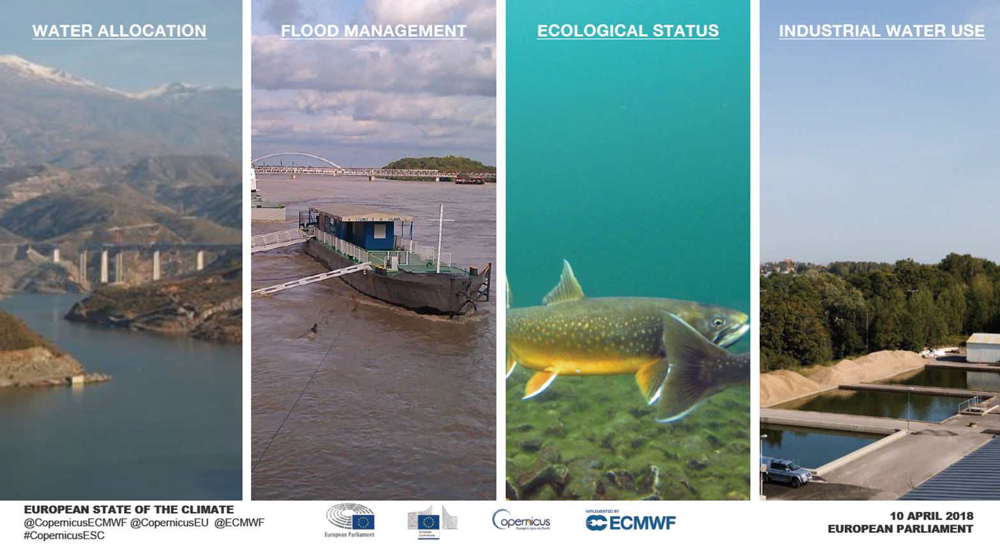 WATER ALLOCATION
FLOOD MANAGEMENT
ECOLOGICAL STATUS
INDUSTRIAL WATER USE
EUROPEAN STATE OF THE CLIMATE
@CopernicusECMWF @CopernicusEU @ECMWF
#CopernicusESC
European Parliament
European
Commission
opernicus
Europe's eyes on Earth
IMPLEMENTED BY
ECMWF
10 APRIL 2018
EUROPEAN PARLIAMENT